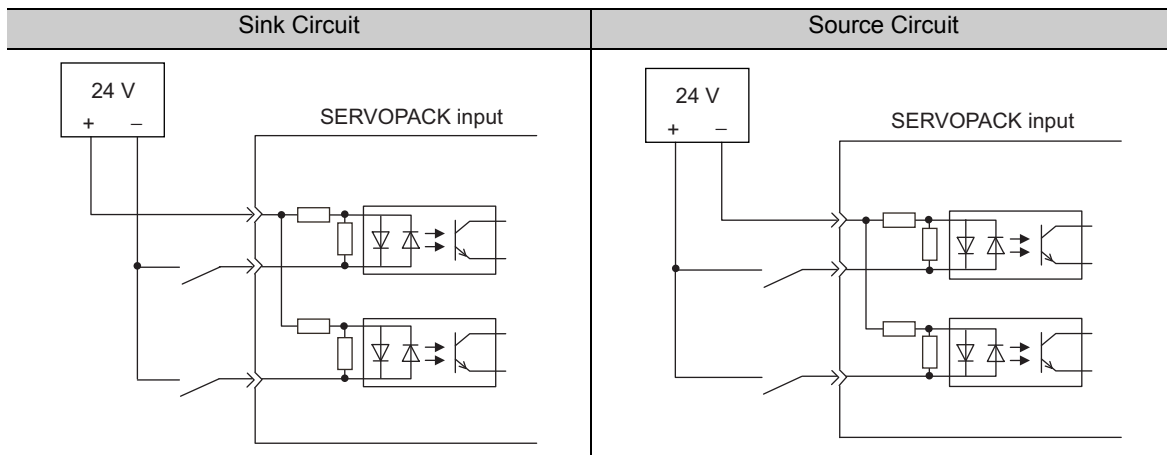 Sink Circuit
Source Circuit
24 V
+ −
SERVOPACK input
24 V
+ −
SERVOPACK input